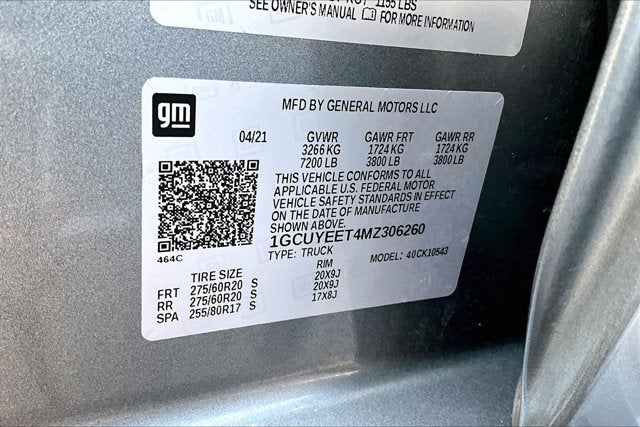 1155 LBS
SEE OWNER'S MANUAL FOR MORE INFORMATION
gm
MFD BY GENERAL MOTORS LLC
04/21 GVWR GAWR FRT GAWR RR
3266 KG 1724 KG 1724 KG
7200 LB 3800 LB 3800 LB
THIS VEHICLE CONFORMS TO ALL
APPLICABLE U.S. FEDERAL MOTOR
VEHICLE SAFETY STANDARDS IN EFFECT
ON THE DATE OF MANUFACTURE
SHOWN ABOVE.
1GCUYEET4MZ306260
464C
TYPE: TRUCK MODEL: 40CK10543
TIRE SIZE RIM
FRT 275/60R20 S 20X9J
RR 275/60R20 S 20X9J
SPA 255/80R17 S 17X8J